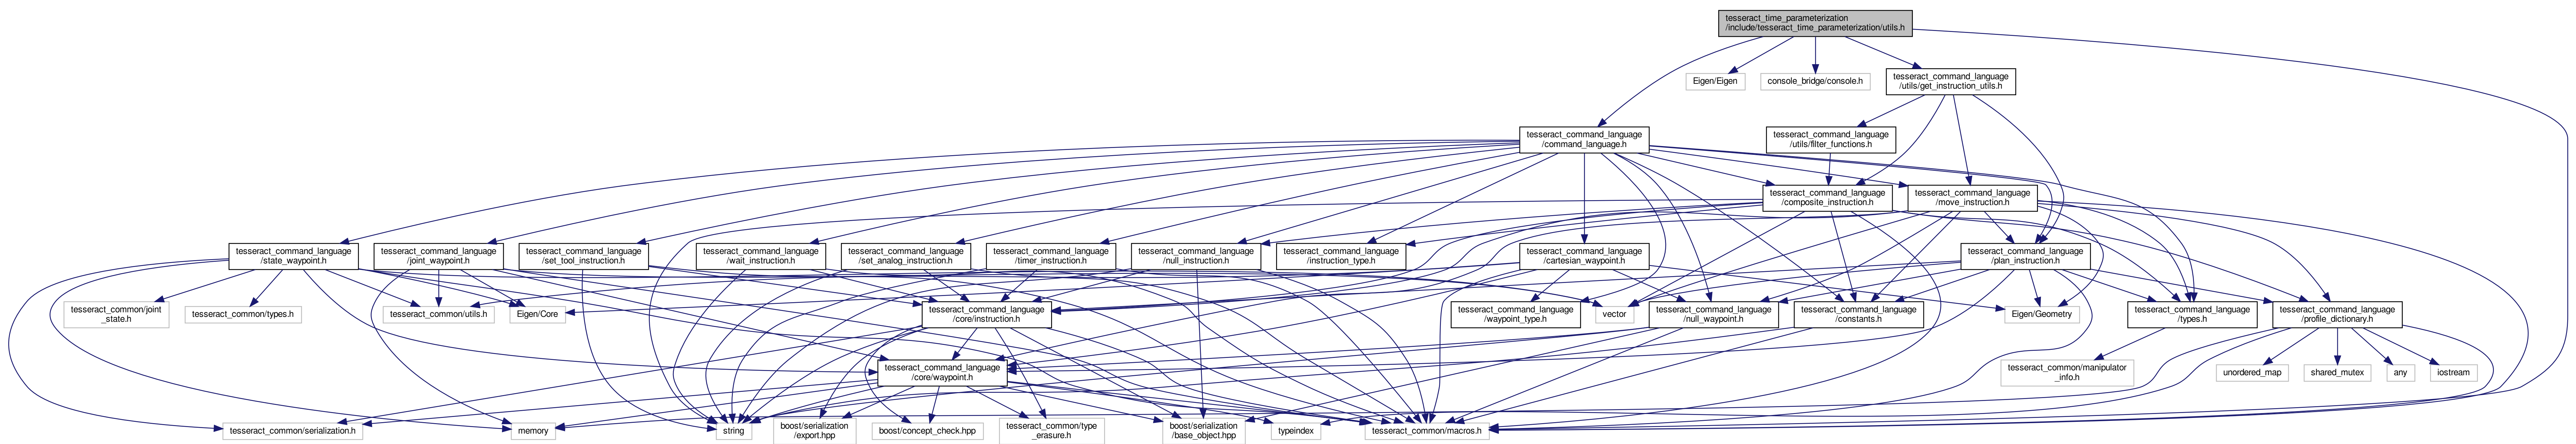 tesseract_time_parameterization
/include/tesseract_time_parameterization/utils.h
Eigen/Eigen
console_bridge/console.h
tesseract_command_language
/utils/get_instruction_utils.h
tesseract_command_language
/command_language.h
tesseract_command_language
/utils/filter_functions.h
tesseract_command_language
/composite_instruction.h
tesseract_command_language
/move_instruction.h
tesseract_command_language
/state_waypoint.h
tesseract_command_language
/joint_waypoint.h
tesseract_command_language
/set_tool_instruction.h
tesseract_command_language
/wait_instruction.h
tesseract_command_language
/set_analog_instruction.h
tesseract_command_language
/timer_instruction.h
tesseract_command_language
/null_instruction.h
tesseract_command_language
/instruction_type.h
tesseract_command_language
/cartesian_waypoint.h
tesseract_command_language
/plan_instruction.h
tesseract_common/joint
_state.h
tesseract_common/types.h
tesseract_common/utils.h
Eigen/Core
tesseract_command_language
/core/instruction.h
tesseract_command_language
/waypoint_type.h
vector
tesseract_command_language
/null_waypoint.h
tesseract_command_language
/constants.h
Eigen/Geometry
tesseract_command_language
/types.h
tesseract_command_language
/profile_dictionary.h
tesseract_command_language
/core/waypoint.h
tesseract_common/manipulator
_info.h
unordered_map
shared_mutex
any
iostream
tesseract_common/serialization.h
memory
string
boost/serialization
/export.hpp
boost/concept_check.hpp
tesseract_common/type
_erasure.h
boost/serialization
/base_object.hpp
typeindex
tesseract_common/macros.h